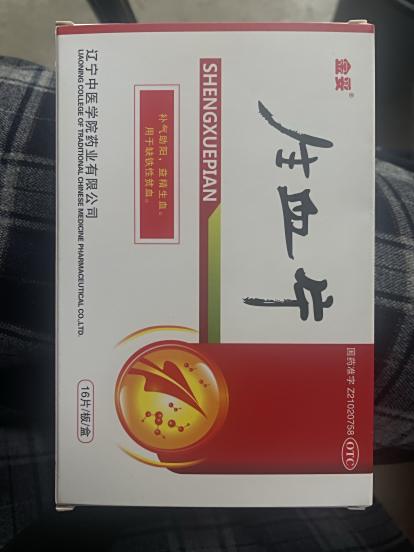 金爱®
生血片
SHENGXUEPIAN
补气助阳,益精生血。
用于缺铁性贫血。
国药准字 Z21020758
OTC
辽宁中医学院药业有限公司
LIAONING COLLEGE OF TRADITIONAL CHINESE MEDICINE PHARMACEUTICAL CO.,LTD.
16片/板/盒